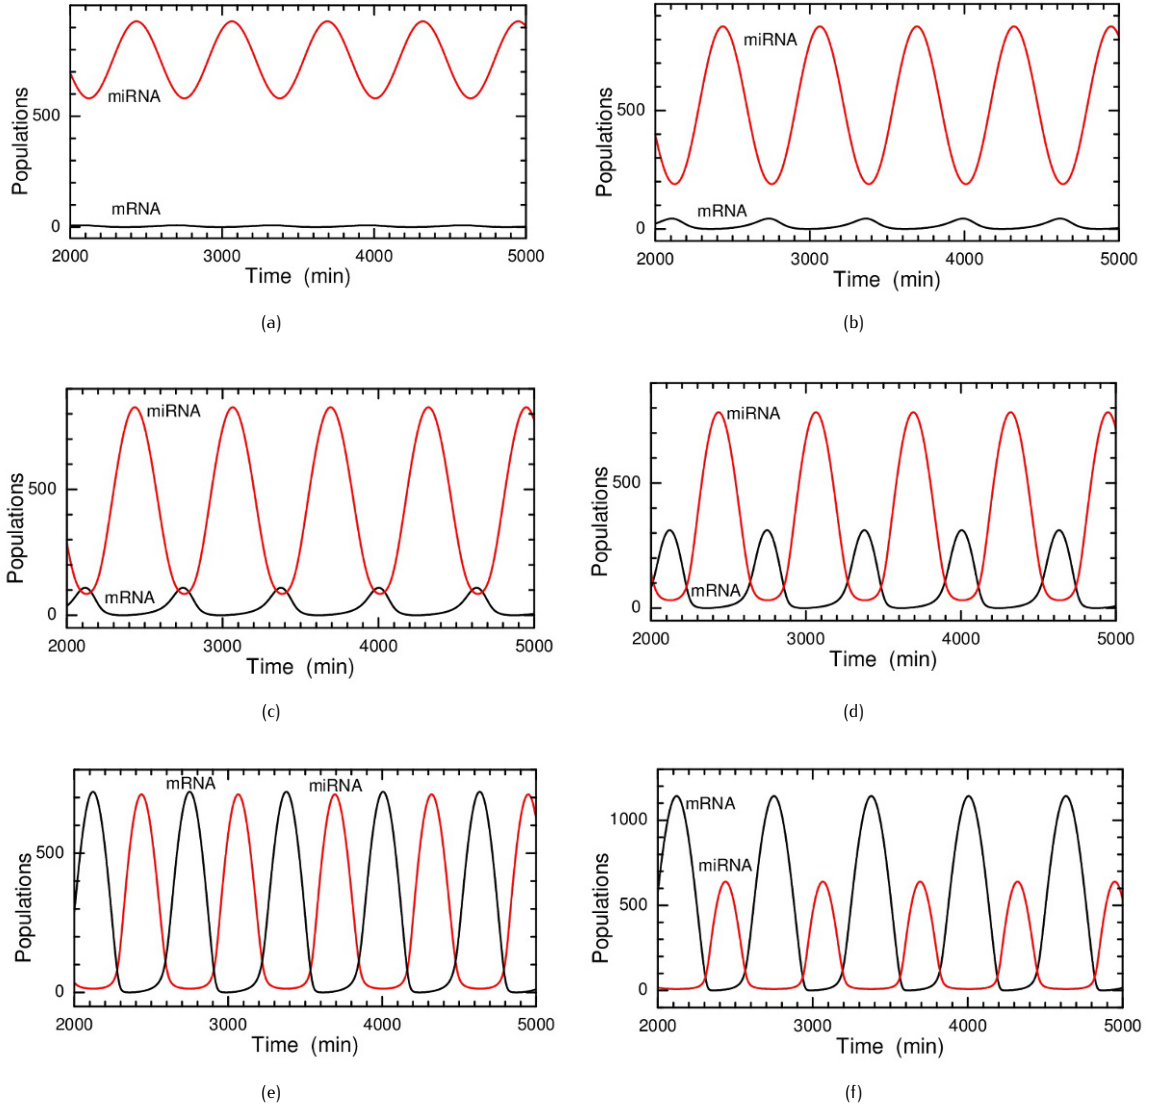 miRNA
mRNA
Populations
500
0
2000
3000
4000
5000
Time (min)
(a)
miRNA
mRNA
Populations
500
0
2000
3000
4000
5000
Time (min)
(b)
miRNA
mRNA
Populations
500
0
2000
3000
4000
5000
Time (min)
(c)
miRNA
mRNA
Populations
500
0
2000
3000
4000
5000
Time (min)
(d)
mRNA
miRNA
Populations
500
0
2000
3000
4000
5000
Time (min)
(e)
mRNA
miRNA
Populations
1000
500
0
2000
3000
4000
5000
Time (min)
(f)